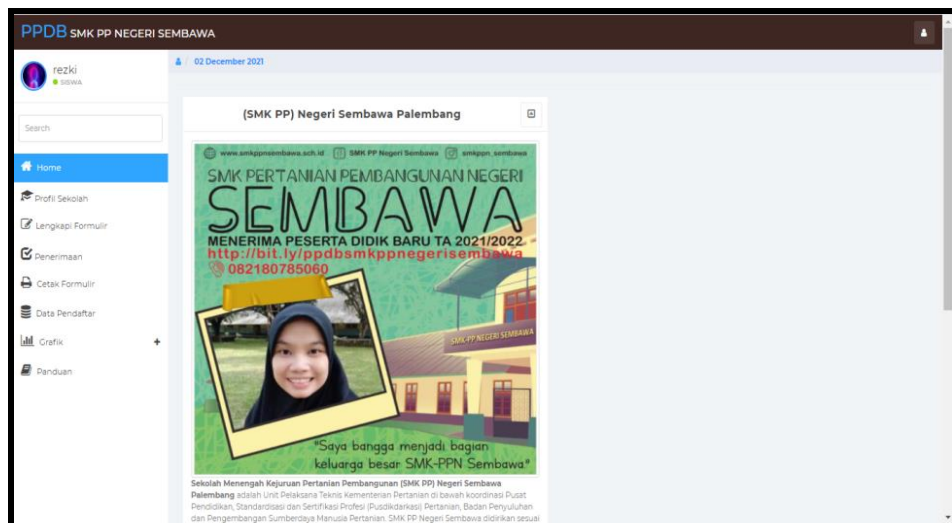 PPDB SMK PP NEGERI SEMBAWA
rezki
SISWA
Search
Home
Profil Sekolah
Lengkapi Formulir
Penerimaan
Cetak Formulir
Data Pendaftar
Grafik +
Panduan
/ 02 December 2021
(SMK PP) Negeri Sembawa Palembang
www.smkppnsembawa.sch.id SMK PP Negeri Sembawa smkppn_sembawa
SMK PERTANIAN PEMBANGUNAN NEGERI
SEMBAWA
MENERIMA PESERTA DIDIK BARU TA 2021/2022
http://bit.ly/ppdbsmkppnegerisembawa
082180785060
SMK-PP NEGERI SEMBAWA
"Saya bangga menjadi bagian
keluarga besar SMK-PPN Sembawa"
Sekolah Menengah Kejuruan Pertanian Pembangunan (SMK PP) Negeri Sembawa
Palembang adalah Unit Pelaksana Teknis Kementerian Pertanian di bawah koordinasi Pusat
Pendidikan, Standardisasi dan Sertifikasi Profesi (Pusdikdarkasi) Pertanian, Badan Penyuluhan
dan Pengembangan Sumberdaya Manusia Pertanian. SMK PP Negeri Sembawa didirikan sesuai